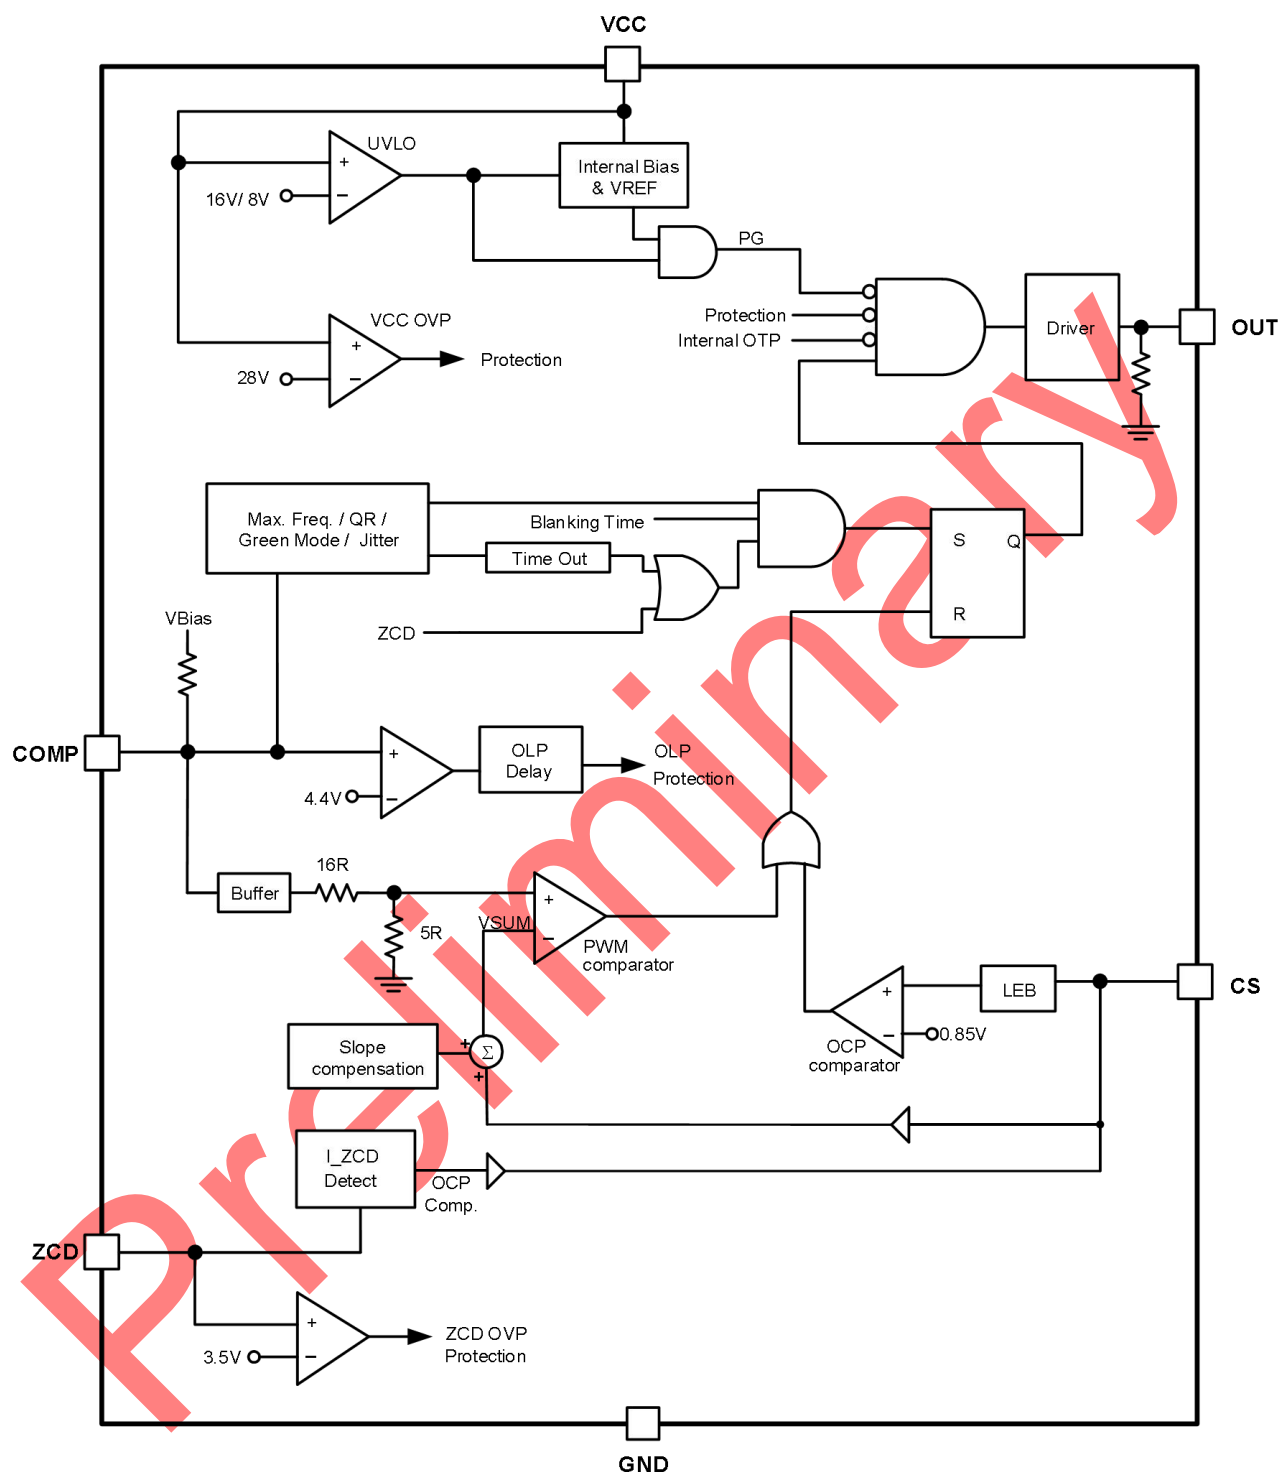 VCC
UVLO
+
−
16V/ 8V
Internal Bias
& VREF
PG
VCC OVP
+
−
28V
Protection
Protection
Internal OTP
Driver
OUT
Max. Freq. / QR /
Green Mode / Jitter
Blanking Time
Time Out
ZCD
S
Q
R
VBias
COMP
+
−
4.4V
OLP
Delay
OLP
Protection
Buffer
16R
5R
VSUM
+
−
PWM
comparator
LEB
CS
+
−
0.85V
OCP
comparator
Slope
compensation
+
Σ
+
I_ZCD
Detect
OCP
Comp.
ZCD
+
−
3.5V
ZCD OVP
Protection
GND
Preliminary